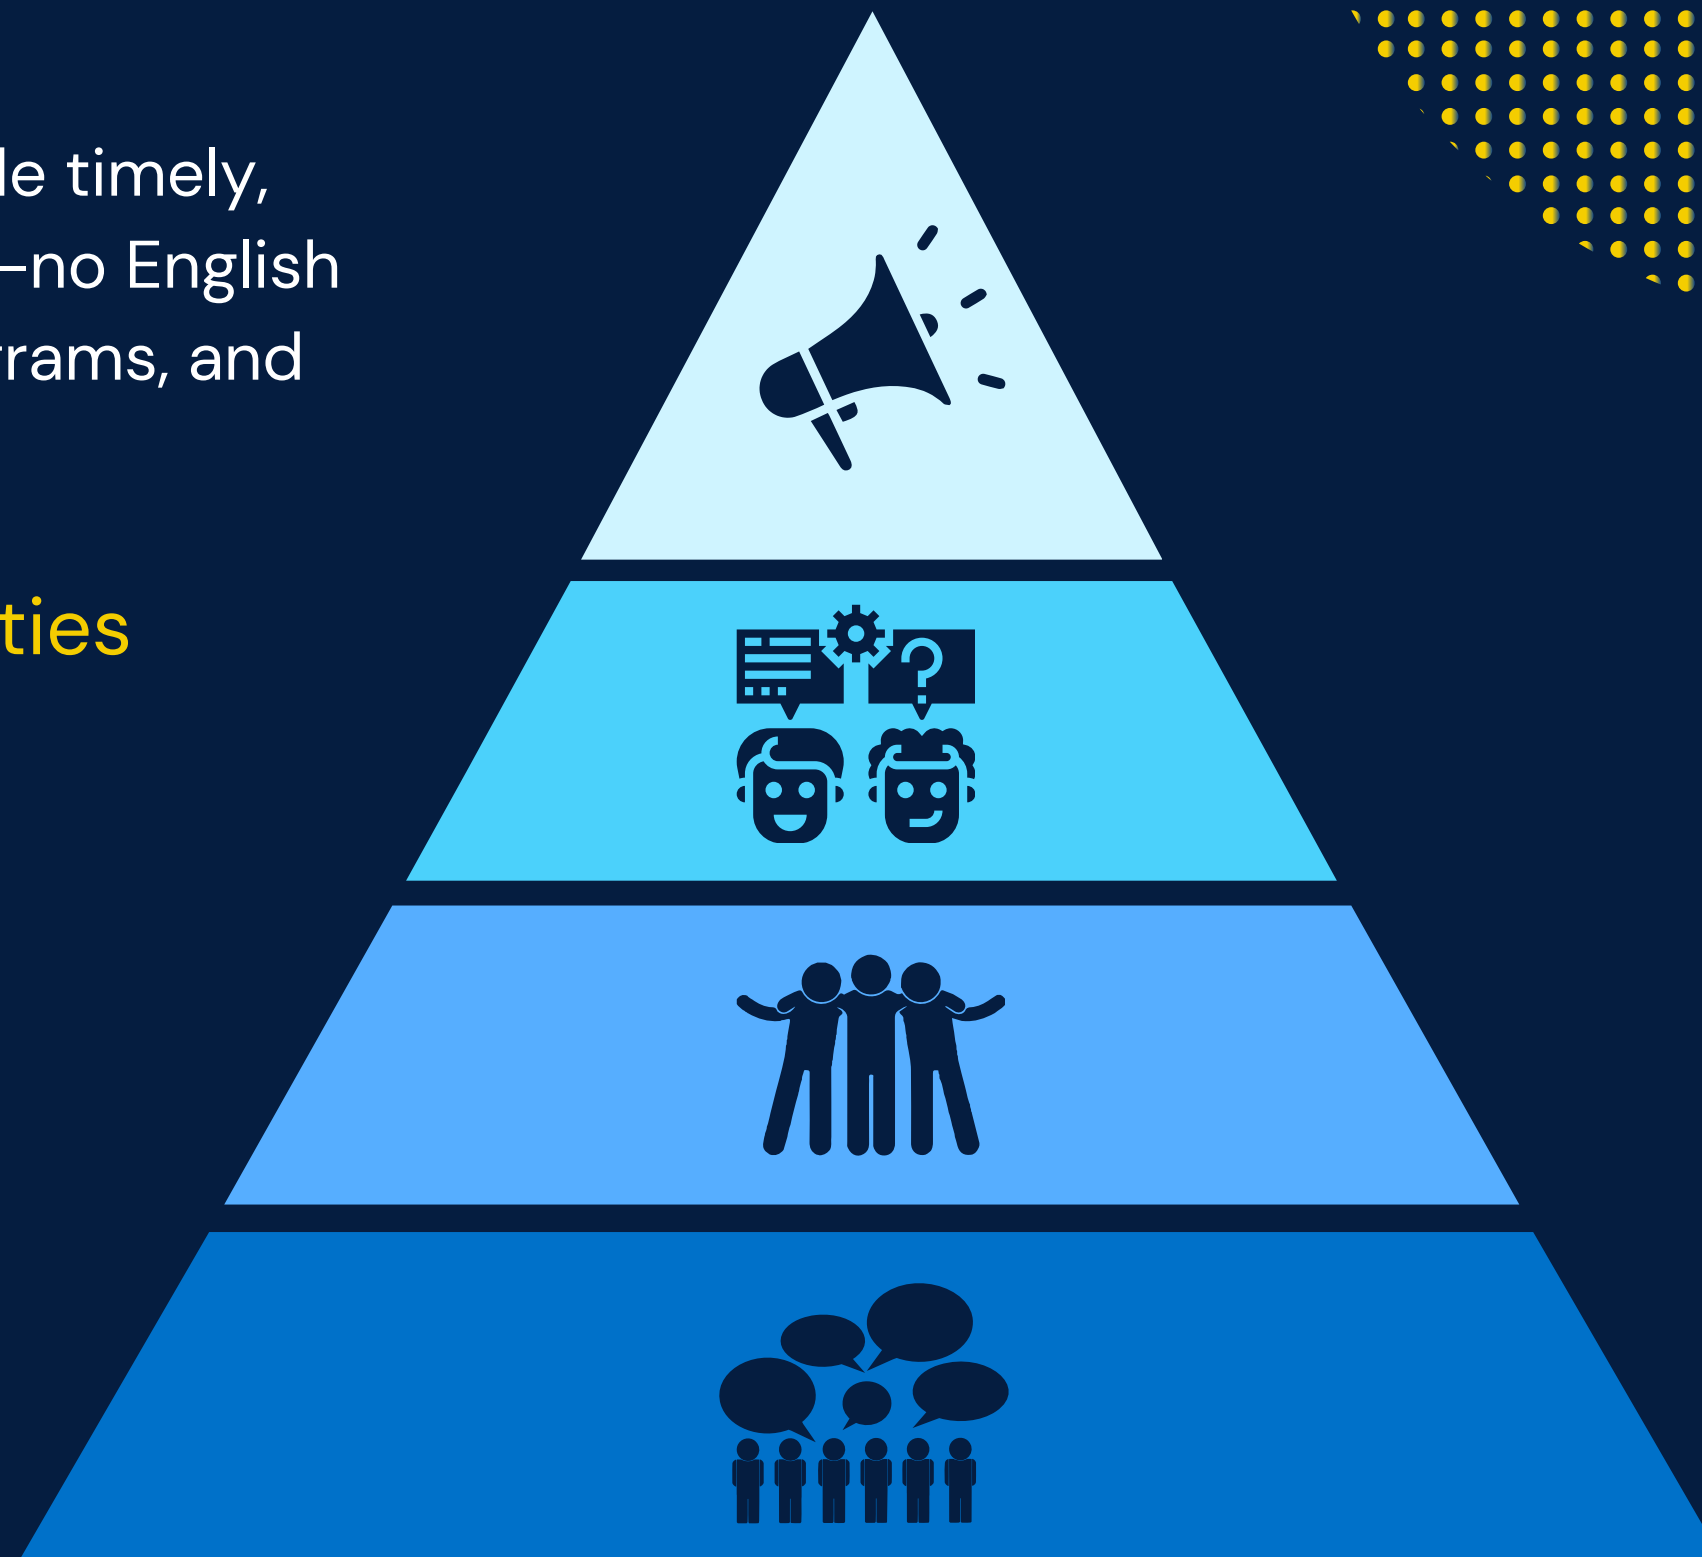 le timely,
–no English
rams, and
ties
?